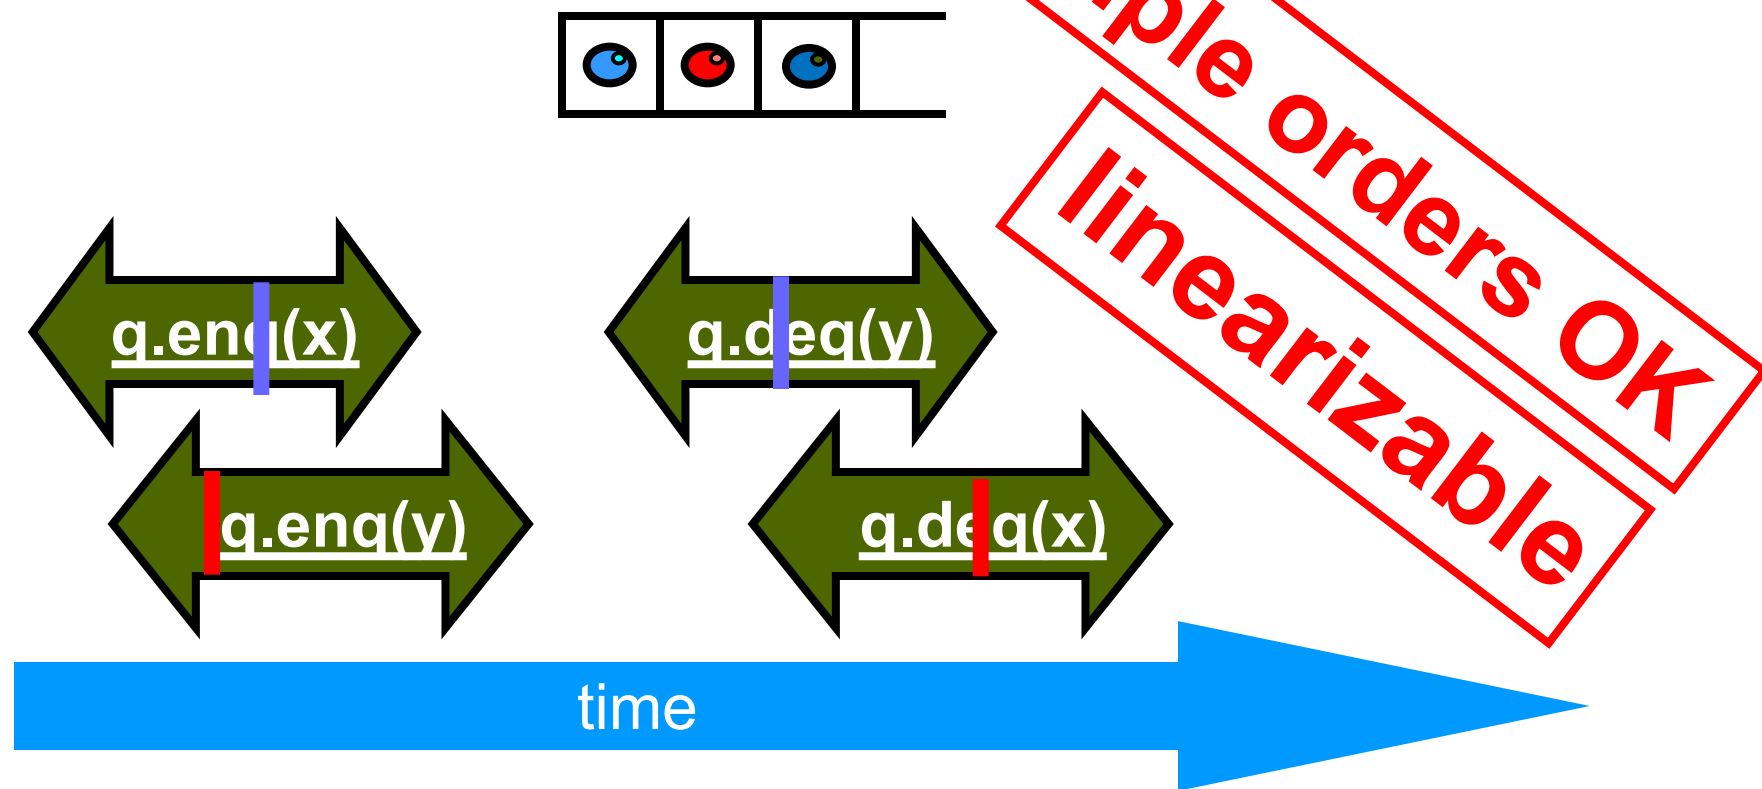 ple orders OK
linearizable
q.enq(x)
q.deq(y)
q.enq(y)
q.deq(x)
time